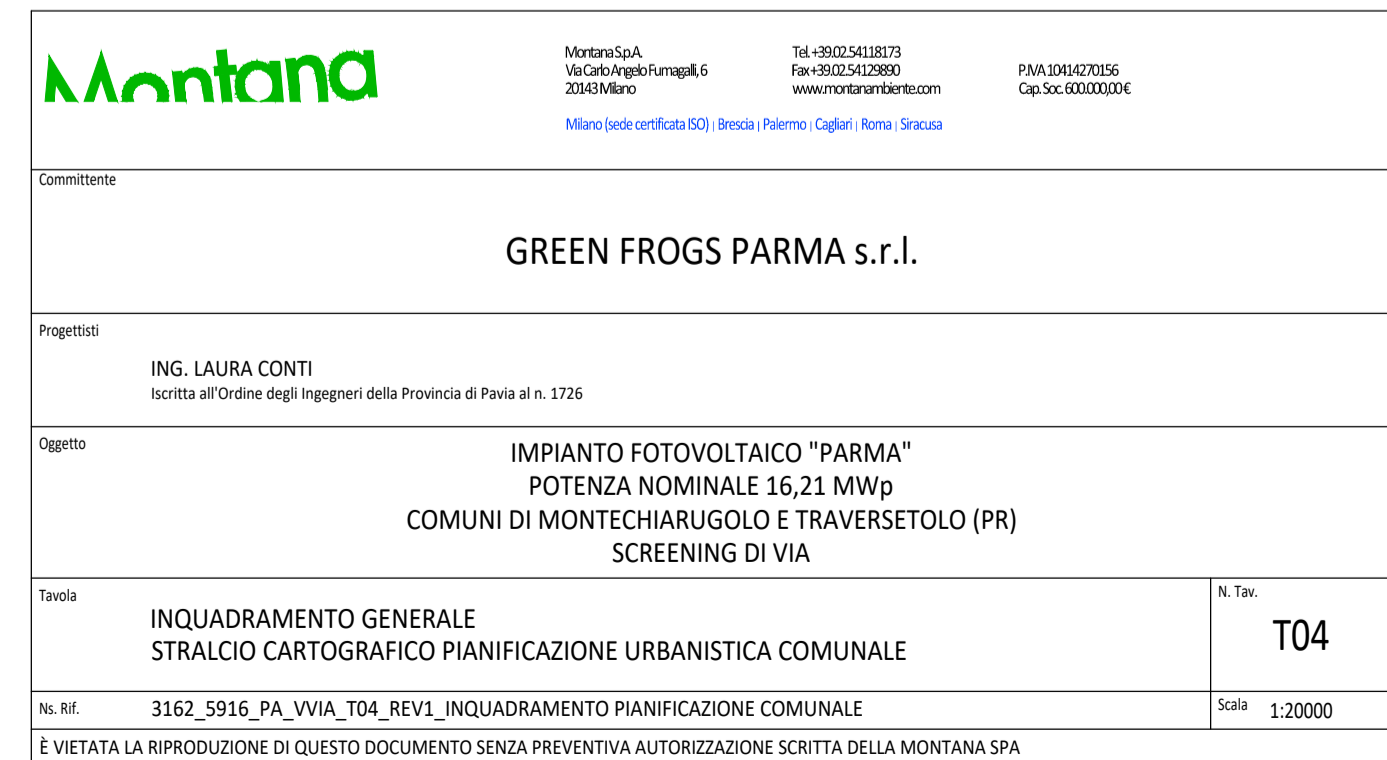 Montana
Montana S.p.A.
Via Carlo Angelo Fumagalli, 6
20143 Milano
Tel. +39.02.54118173
Fax +39.02.54129890
www.montanambiente.com
P.IVA 10414270156
Cap. Soc. 600.000,00 €
Milano (sede certificata ISO) | Brescia | Palermo | Cagliari | Roma | Siracusa
Committente
GREEN FROGS PARMA s.r.l.
Progettisti
ING. LAURA CONTI
Iscritta all'Ordine degli Ingegneri della Provincia di Pavia al n. 1726
Oggetto
IMPIANTO FOTOVOLTAICO "PARMA"
POTENZA NOMINALE 16,21 MWp
COMUNI DI MONTECHIARUGOLO E TRAVERSETOLO (PR)
SCREENING DI VIA
Tavola
INQUADRAMENTO GENERALE
STRALCIO CARTOGRAFICO PIANIFICAZIONE URBANISTICA COMUNALE
N. Tav.
T04
Ns. Rif.
3162_5916_PA_VVIA_T04_REV1_INQUADRAMENTO PIANIFICAZIONE COMUNALE
Scala
1:20000
È VIETATA LA RIPRODUZIONE DI QUESTO DOCUMENTO SENZA PREVENTIVA AUTORIZZAZIONE SCRITTA DELLA MONTANA SPA